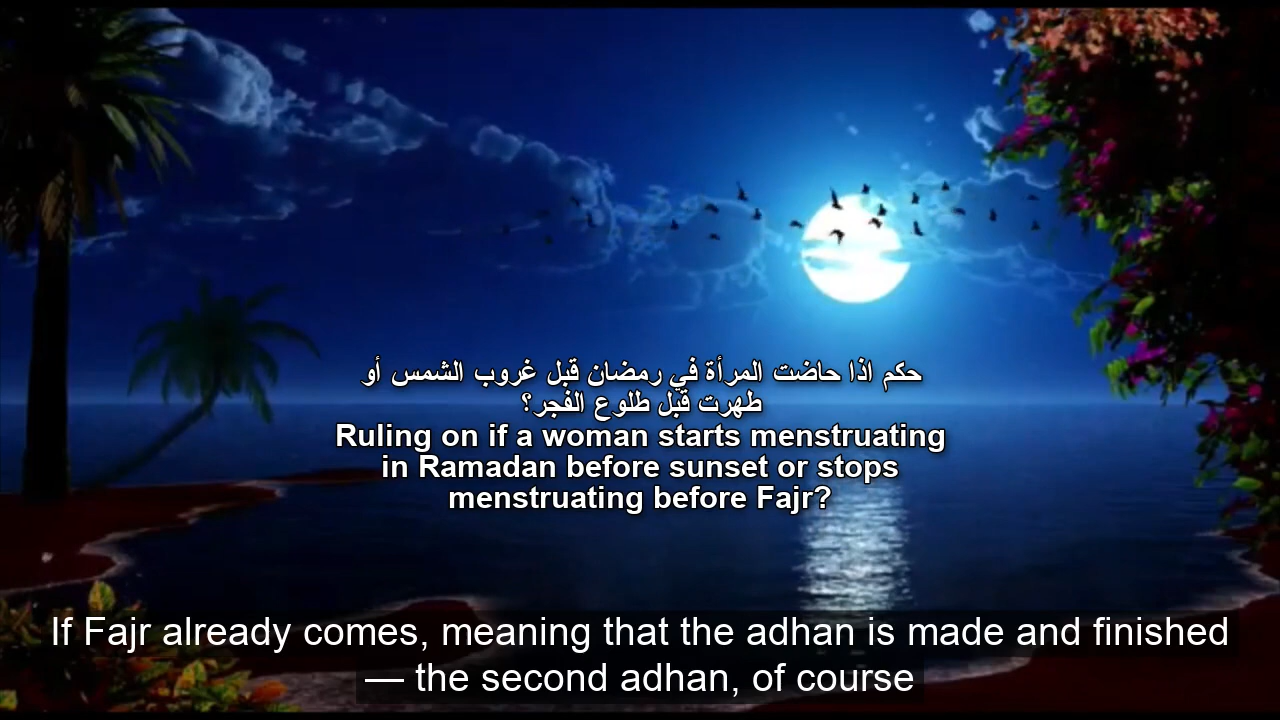 حكم اذا حاضت المرأة في رمضان قبل غروب الشمس أو
طهرت قبل طلوع الفجر؟
Ruling on if a woman starts menstruating
in Ramadan before sunset or stops
menstruating before Fajr?
If Fajr already comes, meaning that the adhan is made and finished
— the second adhan, of course